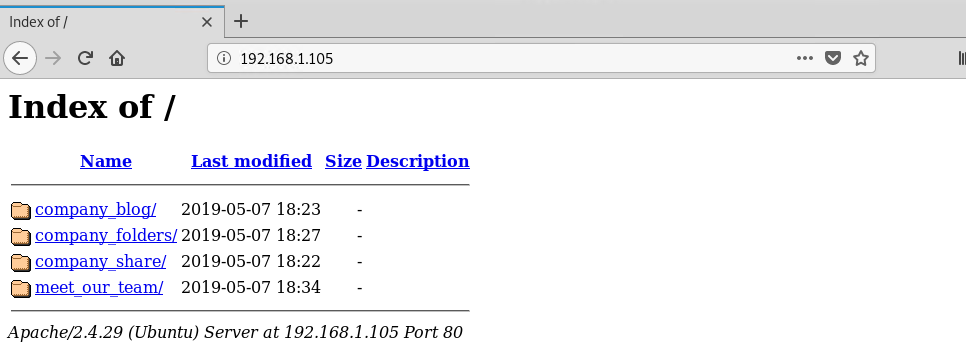 Index of /
192.168.1.105
Index of /
Name Last modified Size Description
company_blog/ 2019-05-07 18:23 -
company_folders/ 2019-05-07 18:27 -
company_share/ 2019-05-07 18:22 -
meet_our_team/ 2019-05-07 18:34 -
Apache/2.4.29 (Ubuntu) Server at 192.168.1.105 Port 80